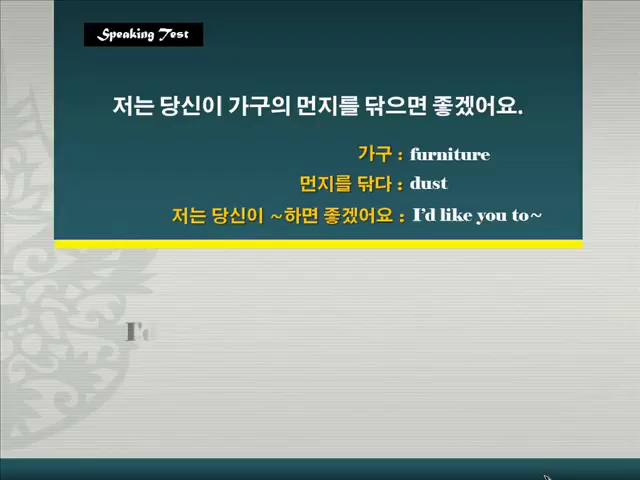 Speaking Test
저는 당신이 가구의 먼지를 닦으면 좋겠어요.
가구 : furniture
먼지를 닦다 : dust
저는 당신이 ~하면 좋겠어요 : I'd like you to~
I'd